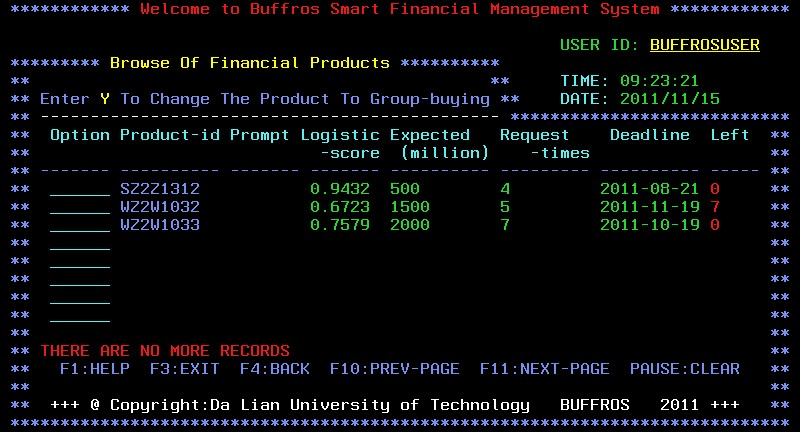 ************ Welcome to Buffros Smart Financial Management System ************
USER ID: BUFFROSUSER
********* Browse Of Financial Products **********
** ** TIME: 09:23:21
** Enter Y To Change The Product To Group-buying ** DATE: 2011/11/15
** ---------------------------------------------- ****************************
** Option Product-id Prompt Logistic Expected Request Deadline Left **
** -score (million) -times **
** ------- ---------- ------- ------- ---------- --------- ---------- ----- **
** ______ SZ2Z1312 0.9432 500 4 2011-08-21 0 **
** ______ WZ2W1032 0.6723 1500 5 2011-11-19 7 **
** ______ WZ2W1033 0.7579 2000 7 2011-10-19 0 **
** ______ **
** ______ **
** ______ **
** ______ **
** ______ **
** **
** THERE ARE NO MORE RECORDS **
** F1:HELP F3:EXIT F4:BACK F10:PREV-PAGE F11:NEXT-PAGE PAUSE:CLEAR **
** **
** +++ @ Copyright:Da Lian University of Technology BUFFROS 2011 +++ **
******************************************************************************